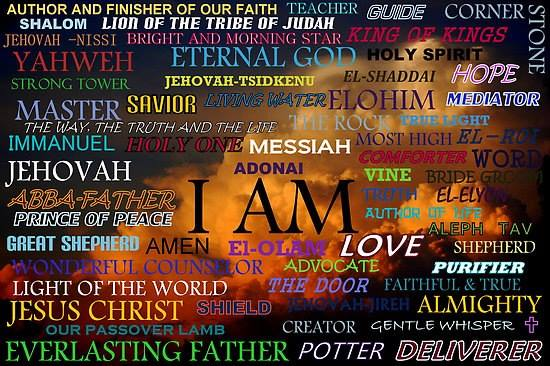 AUTHOR AND FINISHER OF OUR FAITH TEACHER GUIDE CORNER STONE
SHALOM LION OF THE TRIBE OF JUDAH
JEHOVAH -NISSI BRIGHT AND MORNING STAR KING OF KINGS
YAHWEH ETERNAL GOD HOLY SPIRIT
STRONG TOWER JEHOVAH-TSIDKENU EL-SHADDAI HOPE
MASTER SAVIOR LIVING WATER ELOHIM MEDIATOR
THE WAY, THE TRUTH AND THE LIFE THE ROCK TRUE LIGHT
IMMANUEL HOLY ONE MESSIAH MOST HIGH EL-ROI
COMFORTER WORD
JEHOVAH ADONAI VINE BRIDE GROOM
ABBA-FATHER I AM TRUTH EL-ELYON
PRINCE OF PEACE AUTHOR OF LIFE
ALEPH TAV
GREAT SHEPHERD AMEN El-OLAM LOVE SHEPHERD
WONDERFUL COUNSELOR ADVOCATE PURIFIER
LIGHT OF THE WORLD THE DOOR FAITHFUL & TRUE
JESUS CHRIST SHIELD JEHOVAH-JIREH ALMIGHTY
OUR PASSOVER LAMB CREATOR GENTLE WHISPER
EVERLASTING FATHER POTTER DELIVERER